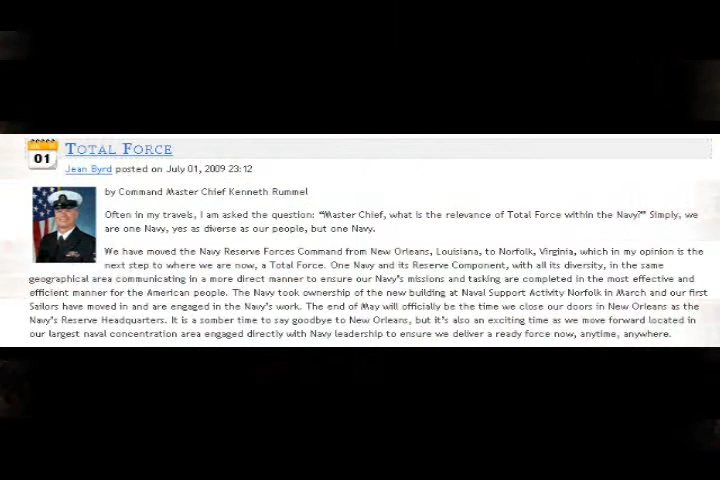 01
Total Force
Jean Byrd posted on July 01, 2009 23:12
by Command Master Chief Kenneth Rummel
Often in my travels, I am asked the question: “Master Chief, what is the relevance of Total Force within the Navy?” Simply, we
are one Navy, yes as diverse as our people, but one Navy.
We have moved the Navy Reserve Forces Command from New Orleans, Louisiana, to Norfolk, Virginia, which in my opinion is the
next step to where we are now, a Total Force. One Navy and its Reserve Component, with all its diversity, in the same
geographical area communicating in a more direct manner to ensure our Navy's missions and tasking are completed in the most effective and
efficient manner for the American people. The Navy took ownership of the new building at Naval Support Activity Norfolk in March and our first
Sailors have moved in and are engaged in the Navy's work. The end of May will officially be the time we close our doors in New Orleans as the
Navy's Reserve Headquarters. It is a somber time to say goodbye to New Orleans, but it's also an exciting time as we move forward located in
our largest naval concentration area engaged directly with Navy leadership to ensure we deliver a ready force now, anytime, anywhere.